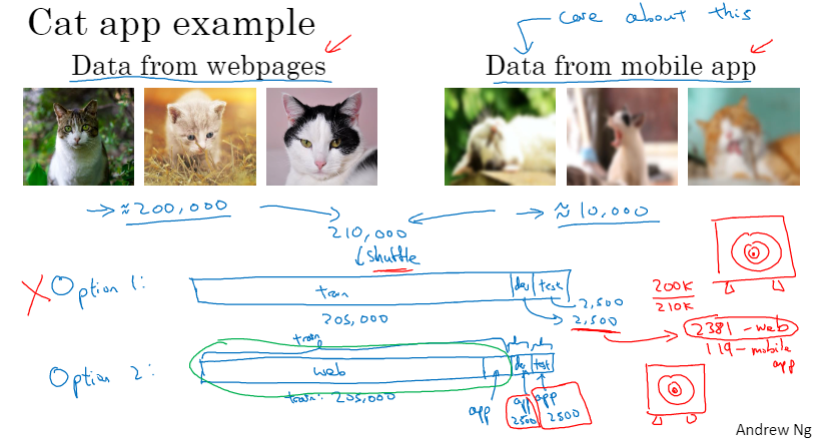 Cat app example
care about this
Data from webpages
Data from mobile app
≈200,000
≈10,000
210,000
shuffle
Option 1:
train
dev
test
2,500
2,500
205,000
200K
210K
2381 - web
119 - mobile
app
train
Option 2:
web
dev
test
train: 205,000
app
app
2500
app
2500
Andrew Ng